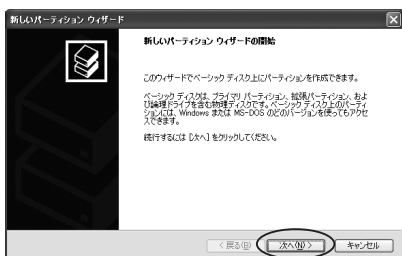 新しいパーティション ウィザード
新しいパーティション ウィザードの開始
このウィザードでベーシック ディスク上にパーティションを作成できます。
ベーシック ディスクは、プライマリ パーティション、拡張パーティション、およ
び論理ドライブを含む物理ディスクです。ベーシック ディスク上のパーティ
ションには、Windows または MS-DOS のどのバージョンを使ってもアクセ
スできます。
続行するには [次へ] をクリックしてください。
< 戻る(B)
次へ(N) >
キャンセル